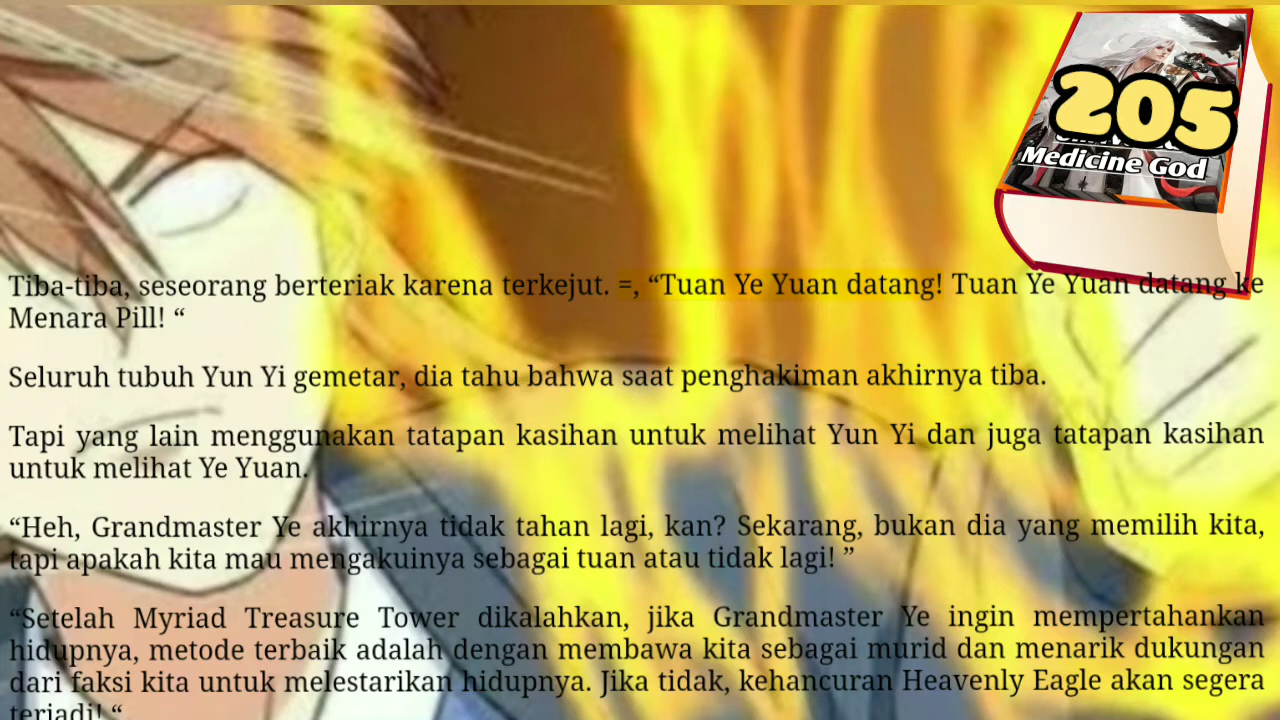 205
Medicine God
Tiba-tiba, seseorang berteriak karena terkejut. =, “Tuan Ye Yuan datang! Tuan Ye Yuan datang ke
Menara Pill! “
Seluruh tubuh Yun Yi gemetar, dia tahu bahwa saat penghakiman akhirnya tiba.
Tapi yang lain menggunakan tatapan kasihan untuk melihat Yun Yi dan juga tatapan kasihan
untuk melihat Ye Yuan.
“Heh, Grandmaster Ye akhirnya tidak tahan lagi, kan? Sekarang, bukan dia yang memilih kita,
tapi apakah kita mau mengakuinya sebagai tuan atau tidak lagi! ”
“Setelah Myriad Treasure Tower dikalahkan, jika Grandmaster Ye ingin mempertahankan
hidupnya, metode terbaik adalah dengan membawa kita sebagai murid dan menarik dukungan
dari faksi kita untuk melestarikan hidupnya. Jika tidak, kehancuran Heavenly Eagle akan segera
terjadi! “